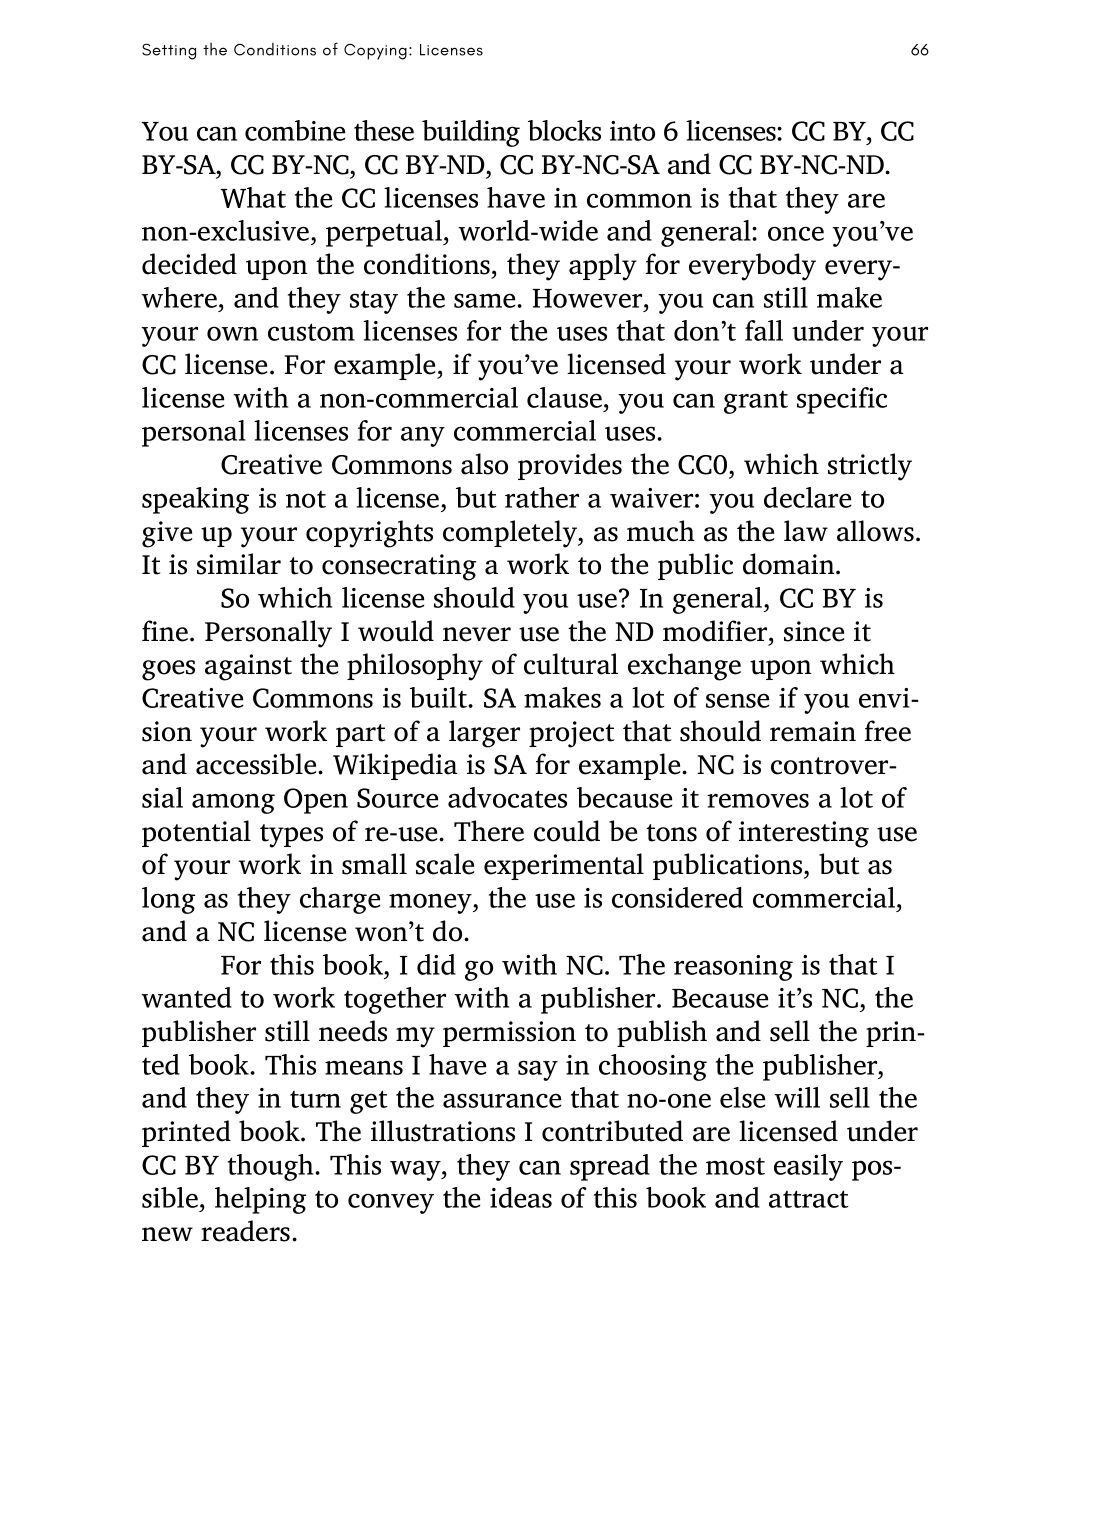 Setting the Conditions of Copying: Licenses 66
You can combine these building blocks into 6 licenses: CC BY, CC
BY-SA, CC BY-NC, CC BY-ND, CC BY-NC-SA and CC BY-NC-ND.
What the CC licenses have in common is that they are
non-exclusive, perpetual, world-wide and general: once you’ve
decided upon the conditions, they apply for everybody every-
where, and they stay the same. However, you can still make
your own custom licenses for the uses that don’t fall under your
CC license. For example, if you’ve licensed your work under a
license with a non-commercial clause, you can grant specific
personal licenses for any commercial uses.
Creative Commons also provides the CC0, which strictly
speaking is not a license, but rather a waiver: you declare to
give up your copyrights completely, as much as the law allows.
It is similar to consecrating a work to the public domain.
So which license should you use? In general, CC BY is
fine. Personally I would never use the ND modifier, since it
goes against the philosophy of cultural exchange upon which
Creative Commons is built. SA makes a lot of sense if you envi-
sion your work part of a larger project that should remain free
and accessible. Wikipedia is SA for example. NC is controver-
sial among Open Source advocates because it removes a lot of
potential types of re-use. There could be tons of interesting use
of your work in small scale experimental publications, but as
long as they charge money, the use is considered commercial,
and a NC license won’t do.
For this book, I did go with NC. The reasoning is that I
wanted to work together with a publisher. Because it’s NC, the
publisher still needs my permission to publish and sell the prin-
ted book. This means I have a say in choosing the publisher,
and they in turn get the assurance that no-one else will sell the
printed book. The illustrations I contributed are licensed under
CC BY though. This way, they can spread the most easily pos-
sible, helping to convey the ideas of this book and attract
new readers.